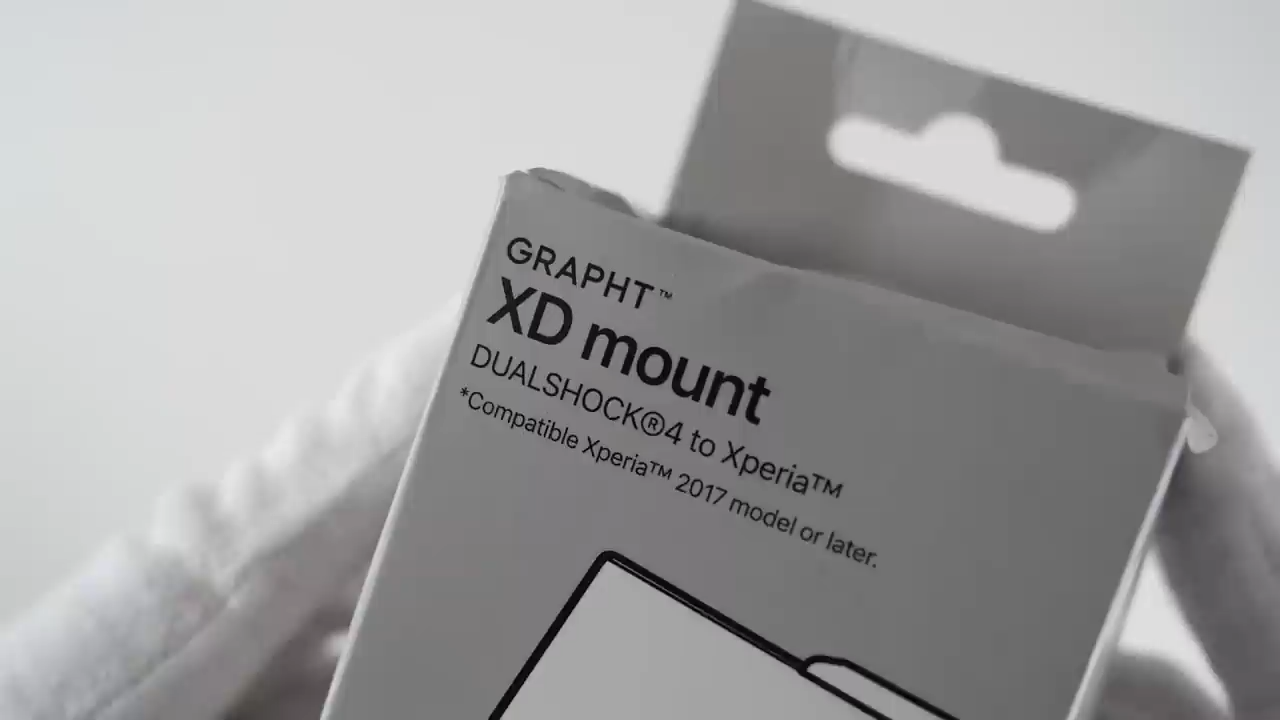 GRAPHT™
XD mount
DUALSHOCK®4 to Xperia™
*Compatible Xperia™ 2017 model or later.